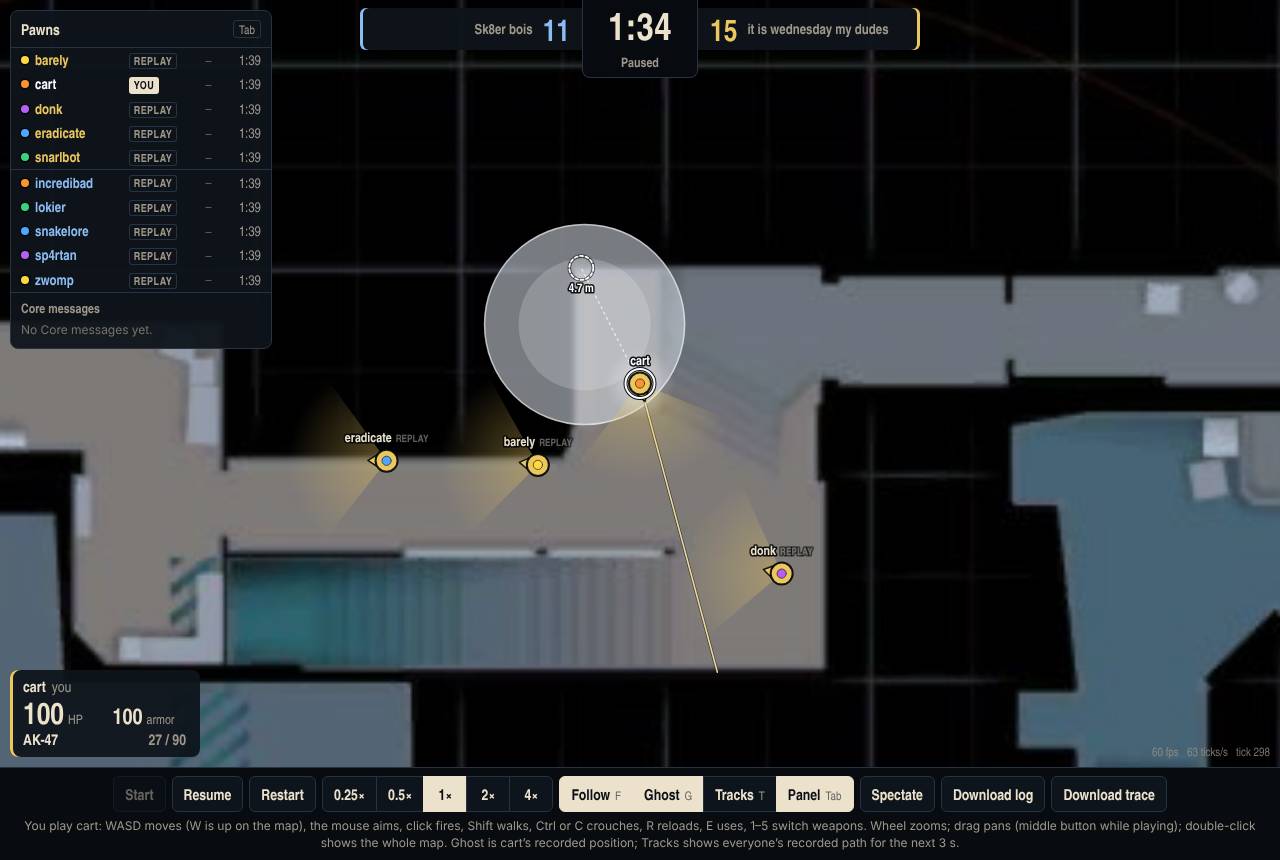 Pawns Tab
barely REPLAY – 1:39
cart YOU – 1:39
donk REPLAY – 1:39
eradicate REPLAY – 1:39
snarlbot REPLAY – 1:39
incredibad REPLAY – 1:39
lokier REPLAY – 1:39
snakelore REPLAY – 1:39
sp4rtan REPLAY – 1:39
zwomp REPLAY – 1:39
Core messages
No Core messages yet.
Sk8er bois 11
1:34
Paused
15 it is wednesday my dudes
4.7 m
cart
eradicate REPLAY
barely REPLAY
donk REPLAY
cart you
100 HP 100 armor
AK-47 27 / 90
60 fps 63 ticks/s tick 298
Start Resume Restart 0.25× 0.5× 1× 2× 4× Follow F Ghost G Tracks T Panel Tab Spectate Download log Download trace
You play cart: WASD moves (W is up on the map), the mouse aims, click fires, Shift walks, Ctrl or C crouches, R reloads, E uses, 1–5 switch weapons. Wheel zooms; drag pans (middle button while playing); double-click
shows the whole map. Ghost is cart’s recorded position; Tracks shows everyone’s recorded path for the next 3 s.